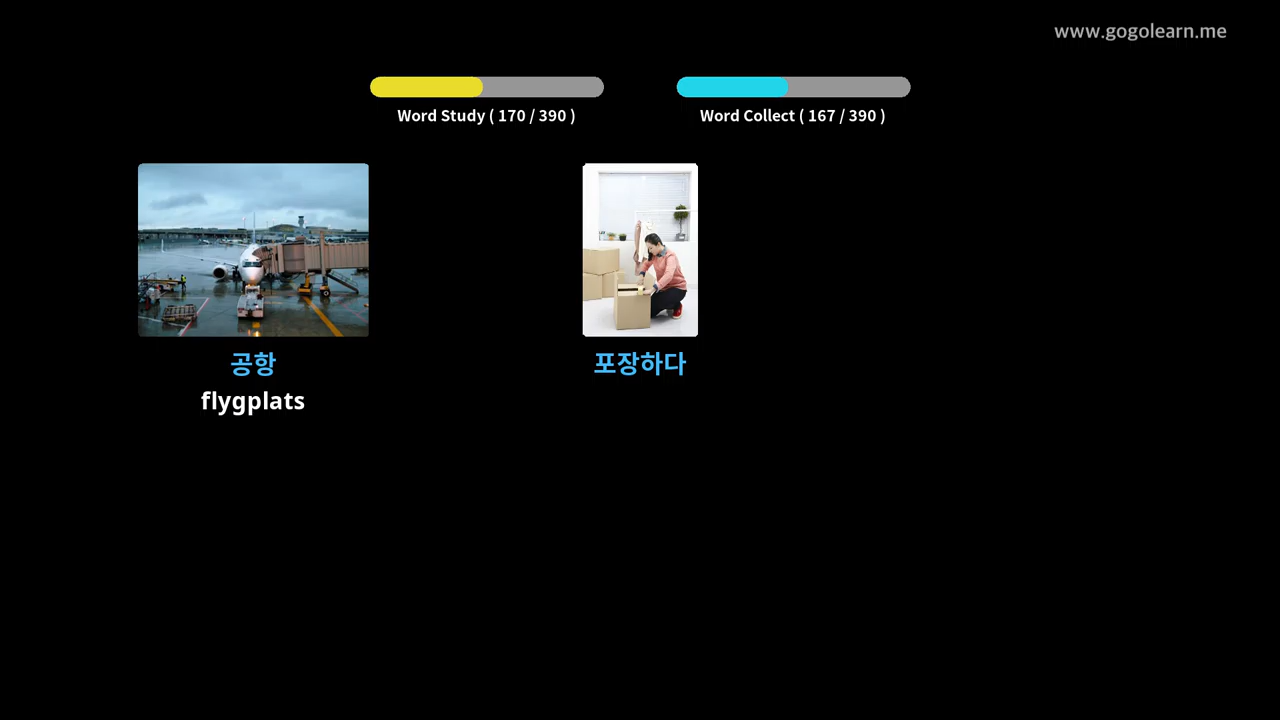 www.gogolearn.me
Word Study ( 170 / 390 )
Word Collect ( 167 / 390 )
공항
flygplats
포장하다